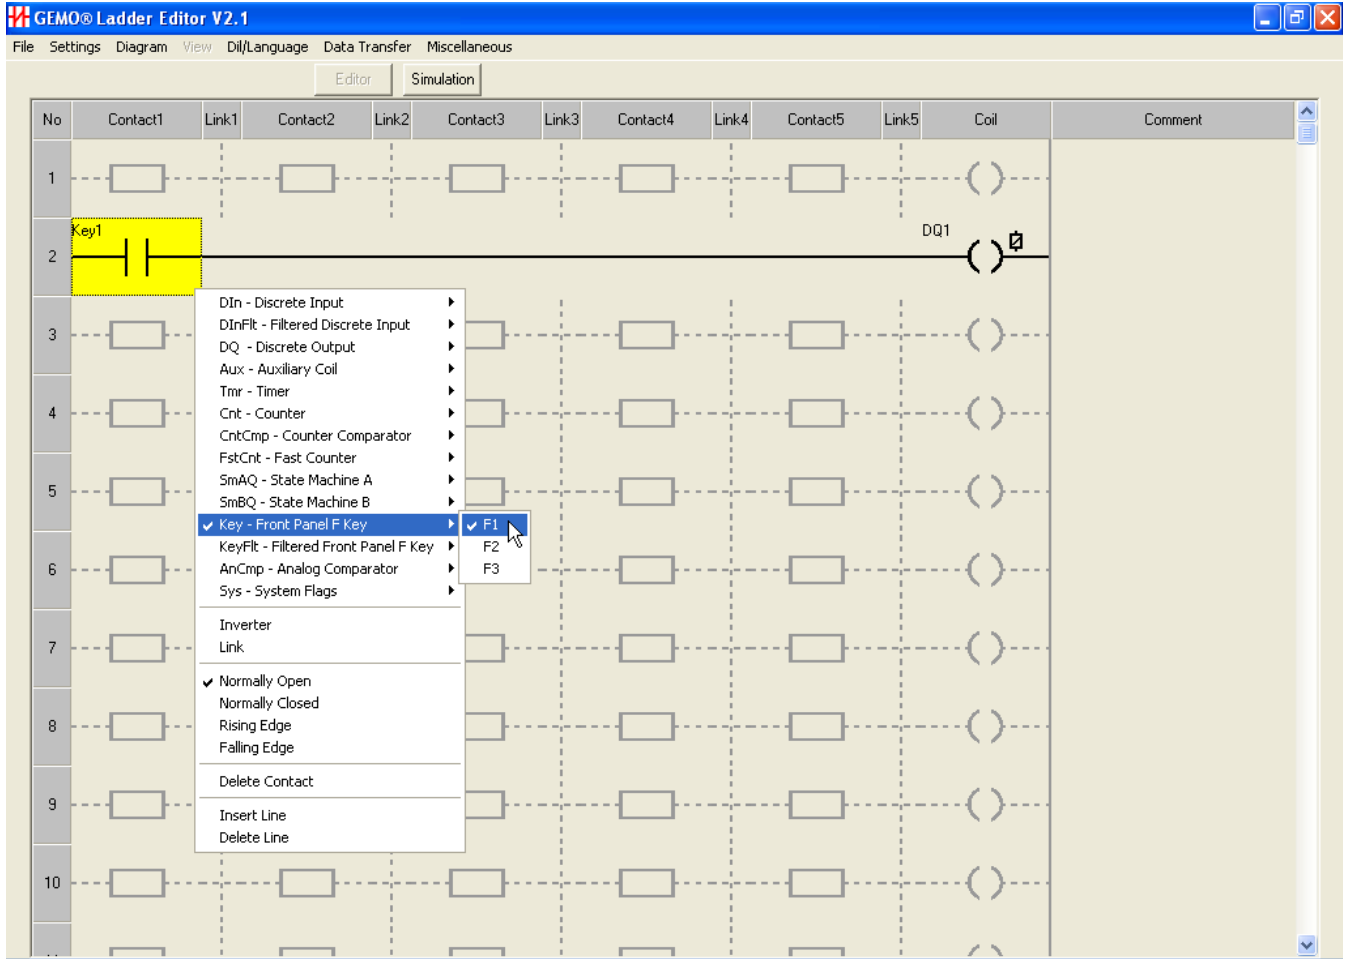 GEMO® Ladder Editor V2.1
File Settings Diagram View Dil/Language Data Transfer Miscellaneous
Editor Simulation
No Contact1 Link1 Contact2 Link2 Contact3 Link3 Contact4 Link4 Contact5 Link5 Coil Comment
1
Key1 DQ1
2
DIn - Discrete Input
DInFlt - Filtered Discrete Input
3
DQ - Discrete Output
Aux - Auxiliary Coil
Tmr - Timer
4
Cnt - Counter
CntCmp - Counter Comparator
FstCnt - Fast Counter
SmAQ - State Machine A
5
SmBQ - State Machine B
Key - Front Panel F Key F1
KeyFlt - Filtered Front Panel F Key F2
6
AnCmp - Analog Comparator F3
Sys - System Flags
Inverter
7
Link
Normally Open
Normally Closed
8
Rising Edge
Falling Edge
Delete Contact
9
Insert Line
Delete Line
10